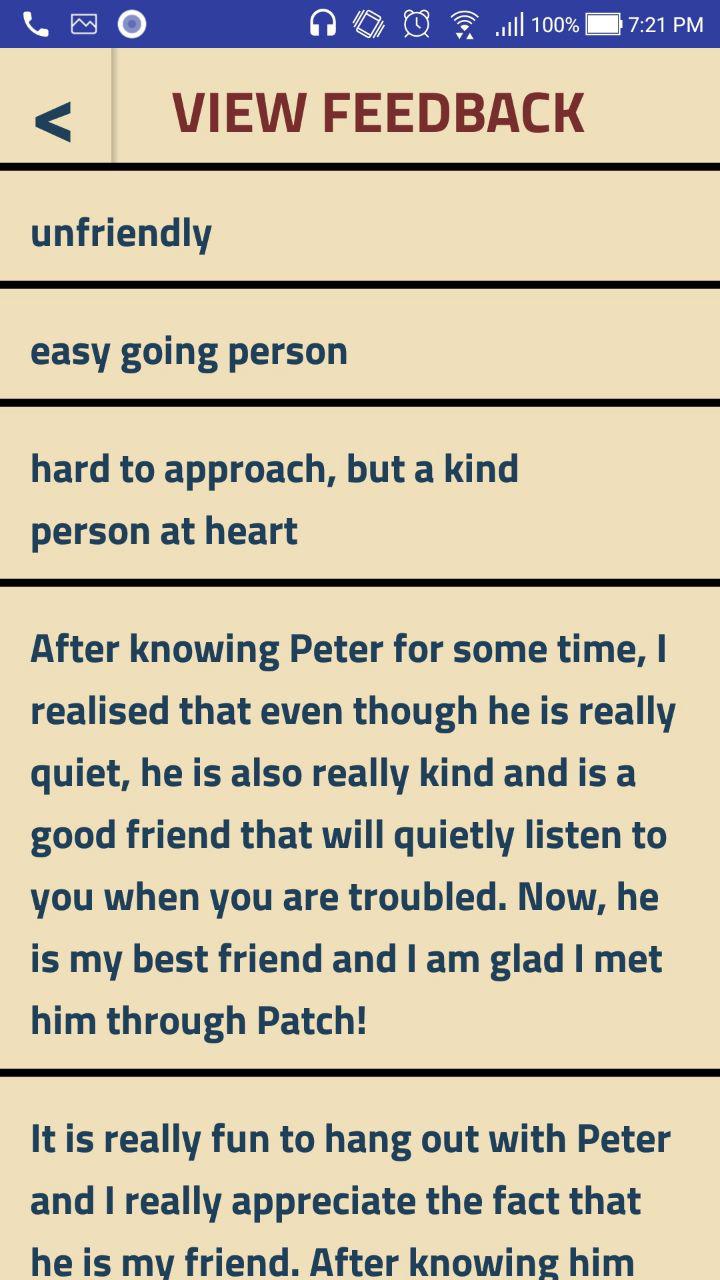 100% 7:21 PM
< VIEW FEEDBACK
unfriendly
easy going person
hard to approach, but a kind
person at heart
After knowing Peter for some time, I
realised that even though he is really
quiet, he is also really kind and is a
good friend that will quietly listen to
you when you are troubled. Now, he
is my best friend and I am glad I met
him through Patch!
It is really fun to hang out with Peter
and I really appreciate the fact that
he is my friend. After knowing him